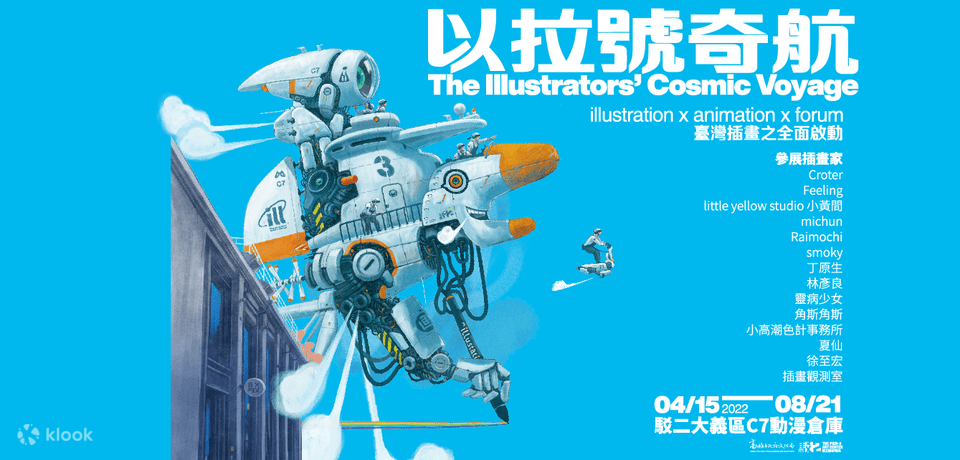 以拉號奇航
The Illustrators' Cosmic Voyage
illustration x animation x forum
臺灣插畫之全面啟動
參展插畫家
Croter
Feeling
little yellow studio 小黃間
michun
Raimochi
smoky
丁原生
林彥良
靈病少女
角斯角斯
小高潮色計事務所
夏仙
徐至宏
插畫觀測室
04/15 2022 08/21
駁二大義區C7動漫倉庫
C7
3
C7
ill
klook